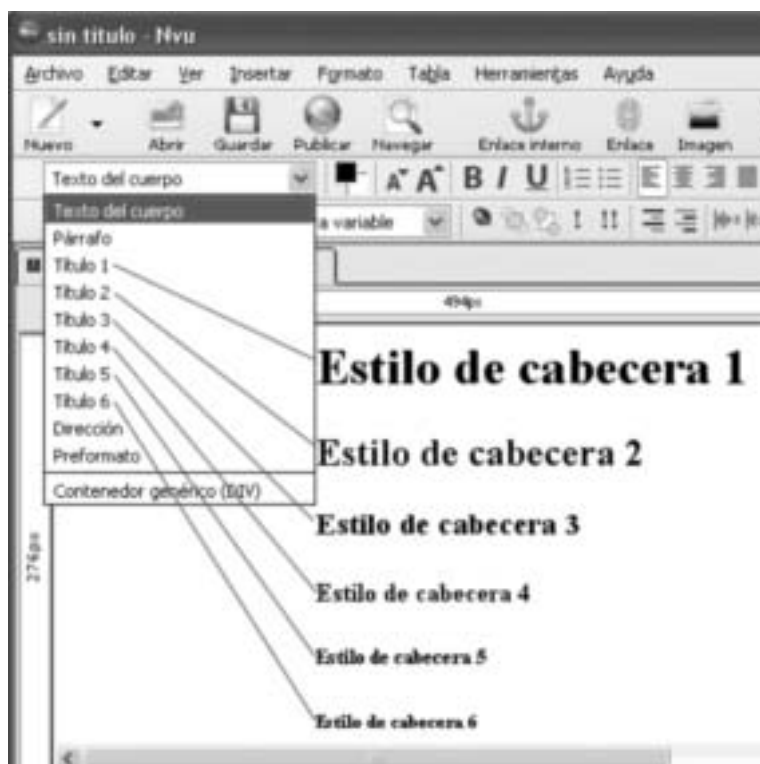 sin titulo - Nvu
Archivo Editar Ver Insertar Formato Tabla Herramientas Ayuda
Nuevo Abrir Guardar Publicar Navegar Enlace interno Enlace Imagen
Texto del cuerpo
Texto del cuerpo
a variable
Párrafo
Título 1
Título 2
Título 3
Título 4
Título 5
Título 6
Dirección
Preformato
Contenedor genérico (DIV)
494px
276px
Estilo de cabecera 1
Estilo de cabecera 2
Estilo de cabecera 3
Estilo de cabecera 4
Estilo de cabecera 5
Estilo de cabecera 6